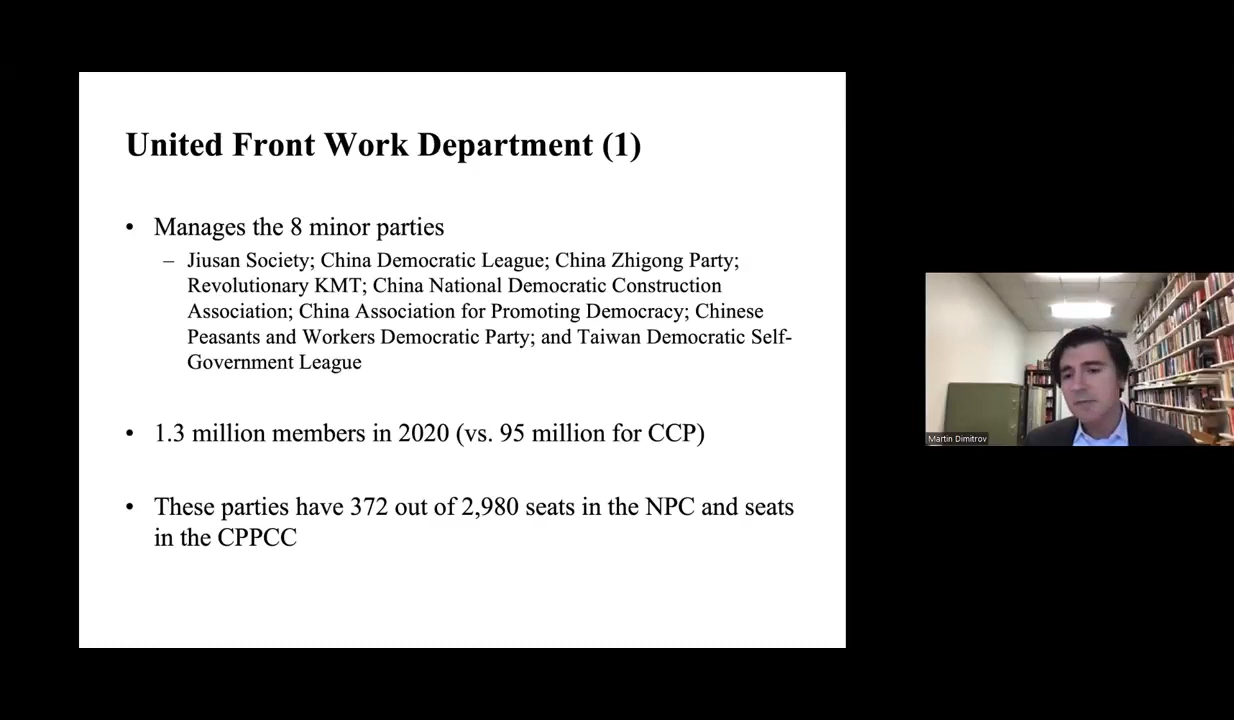 United Front Work Department (1)
• Manages the 8 minor parties
– Jiusan Society; China Democratic League; China Zhigong Party;
Revolutionary KMT; China National Democratic Construction
Association; China Association for Promoting Democracy; Chinese
Peasants and Workers Democratic Party; and Taiwan Democratic Self-
Government League
• 1.3 million members in 2020 (vs. 95 million for CCP)
• These parties have 372 out of 2,980 seats in the NPC and seats
in the CPPCC
Martin Dimitrov